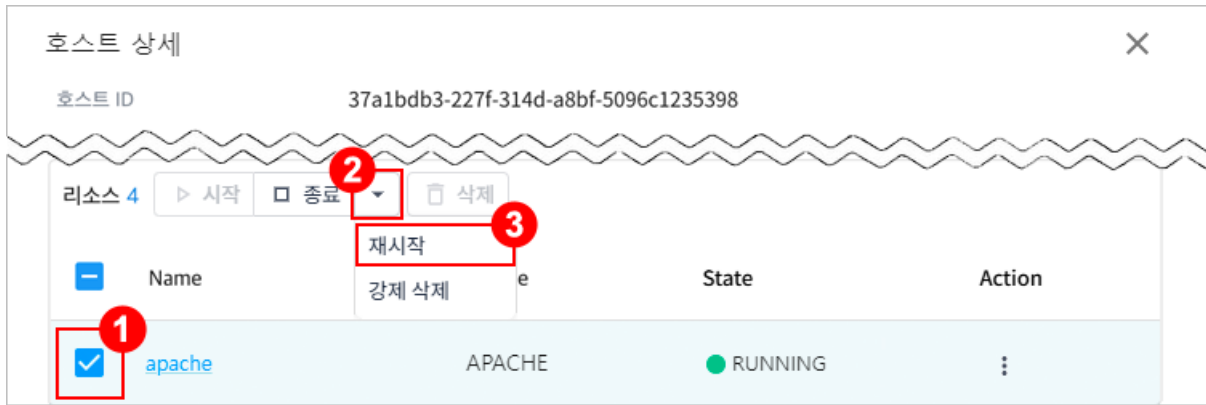 호스트 상세
호스트 ID 37a1bdb3-227f-314d-a8bf-5096c1235398
2
리소스 4 시작 종료 삭제
3
재시작
Name e State Action
강제 삭제
1
apache APACHE RUNNING